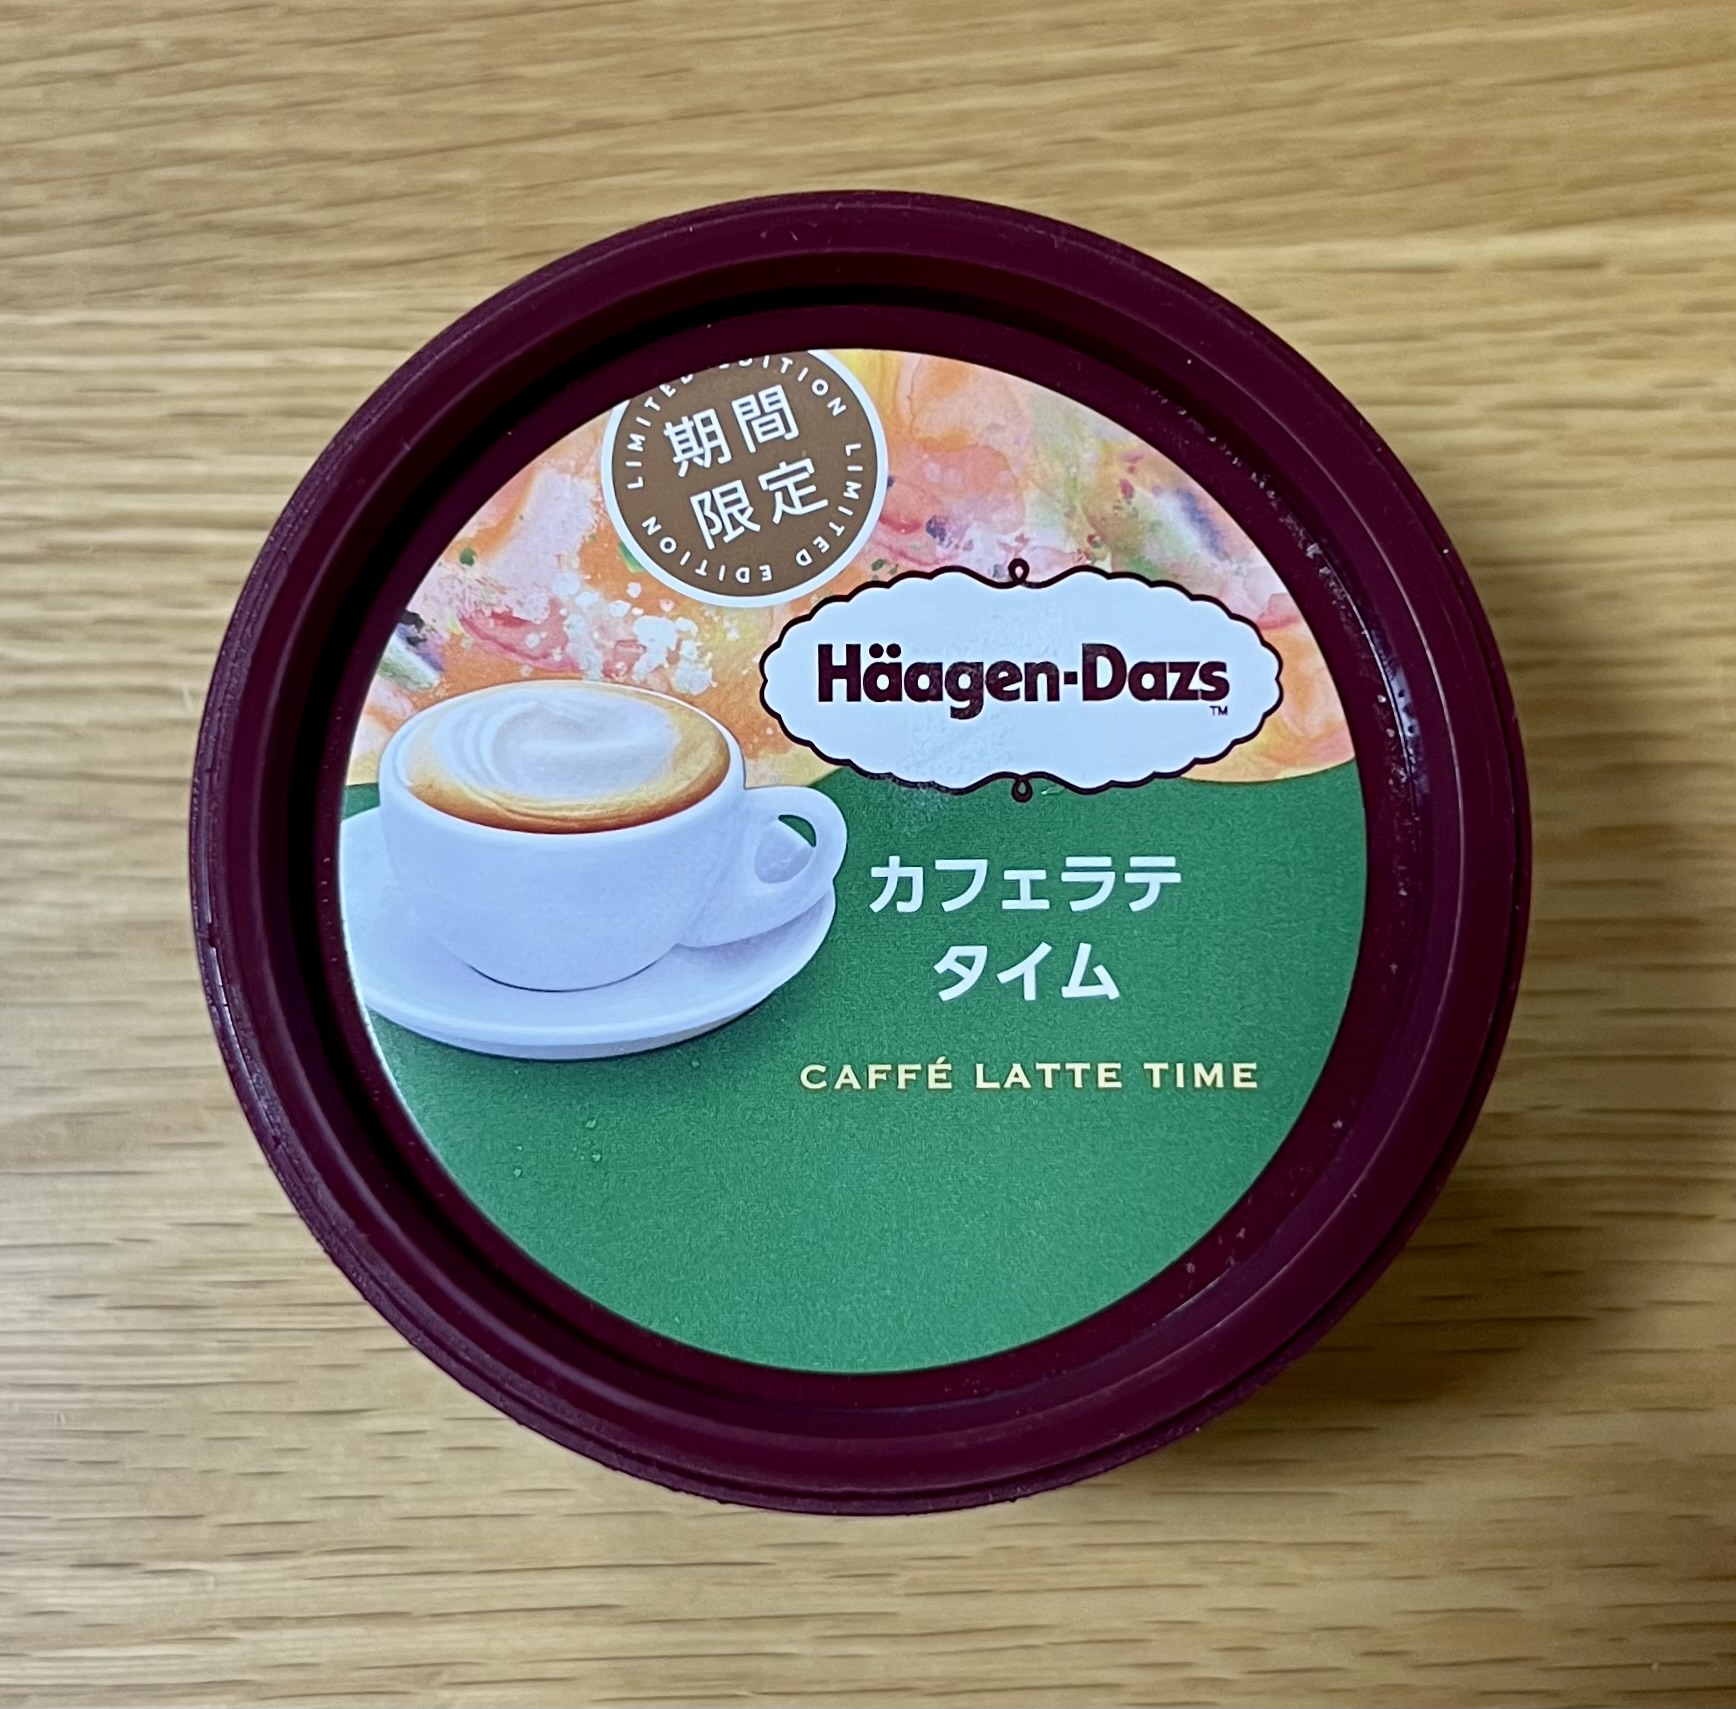 LIMITED EDITION LIMITED EDITION
期間
限定
Häagen-Dazs
TM
カフェラテ
タイム
CAFFÉ LATTE TIME